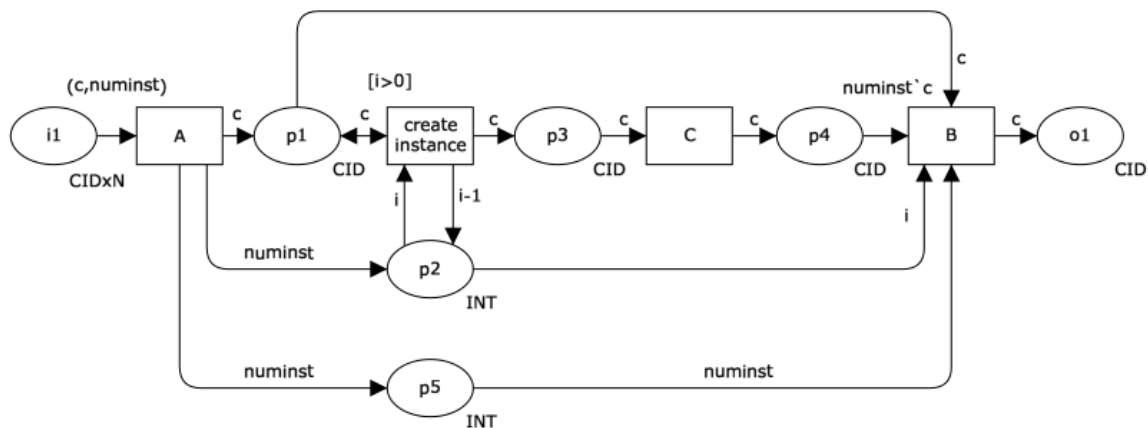 c
(c,numinst)
[i>0]
numinst`c
i1
A
c
p1
c
create
instance
c
p3
c
C
c
p4
B
c
o1
CIDxN
CID
CID
CID
CID
i
i-1
i
numinst
p2
INT
numinst
p5
numinst
INT